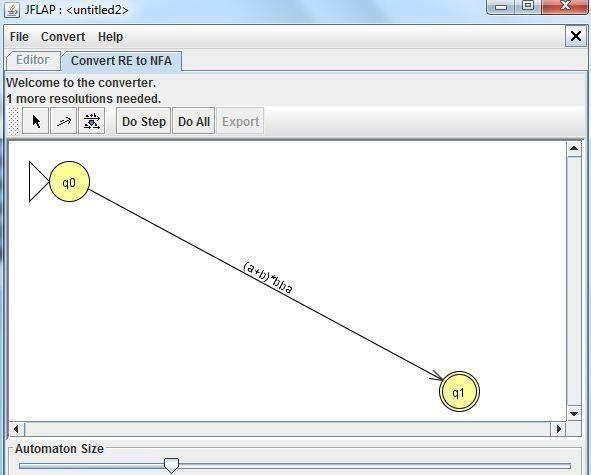 JFLAP : <untitled2>
File Convert Help
Editor Convert RE to NFA
Welcome to the converter.
1 more resolutions needed.
Do Step Do All Export
q0
(a+b)*bba
q1
Automaton Size